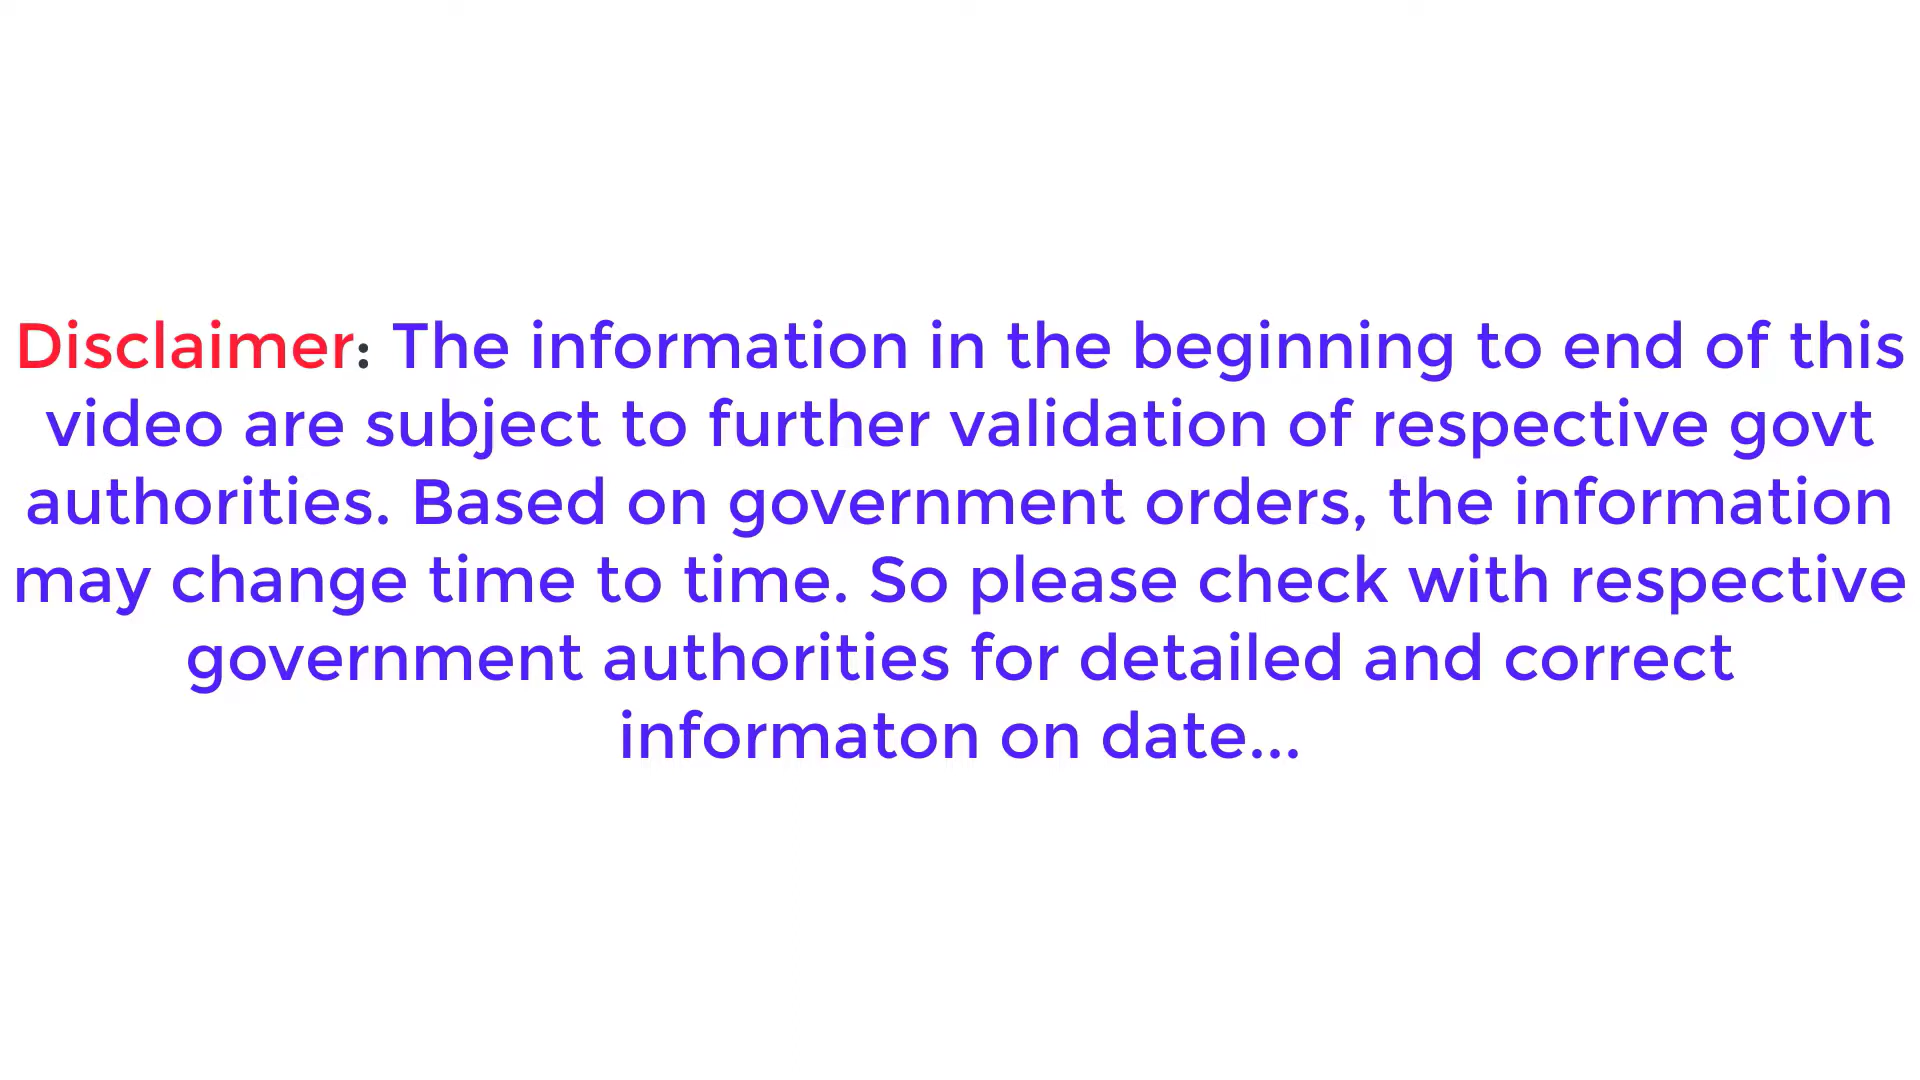 Disclaimer: The information in the beginning to end of this
video are subject to further validation of respective govt
authorities. Based on government orders, the information
may change time to time. So please check with respective
government authorities for detailed and correct
informaton on date...